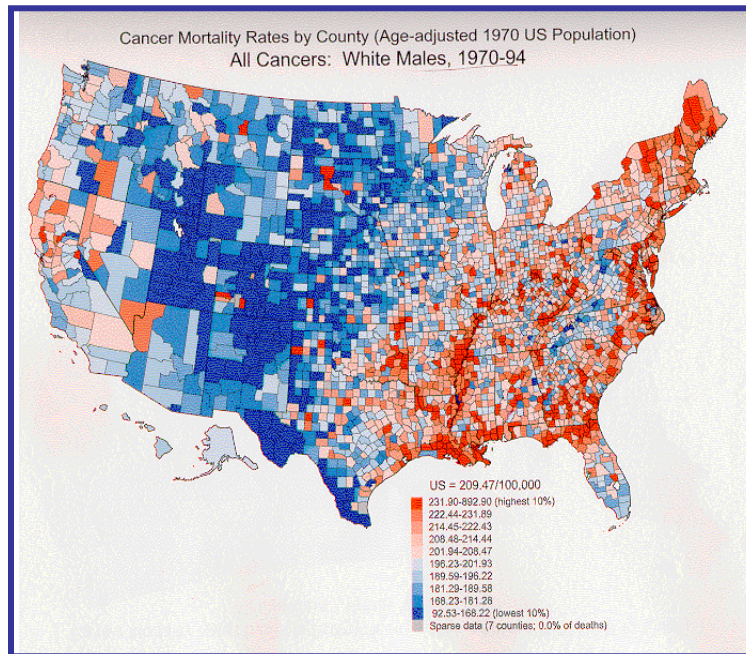 Cancer Mortality Rates by County (Age-adjusted 1970 US Population)
All Cancers: White Males, 1970-94
US = 209.47/100,000
231.90-892.90 (highest 10%)
222.44-231.89
214.45-222.43
208.48-214.44
201.94-208.47
196.23-201.93
189.59-196.22
181.29-189.58
168.23-181.28
92.53-168.22 (lowest 10%)
Sparse data (7 counties; 0.0% of deaths)